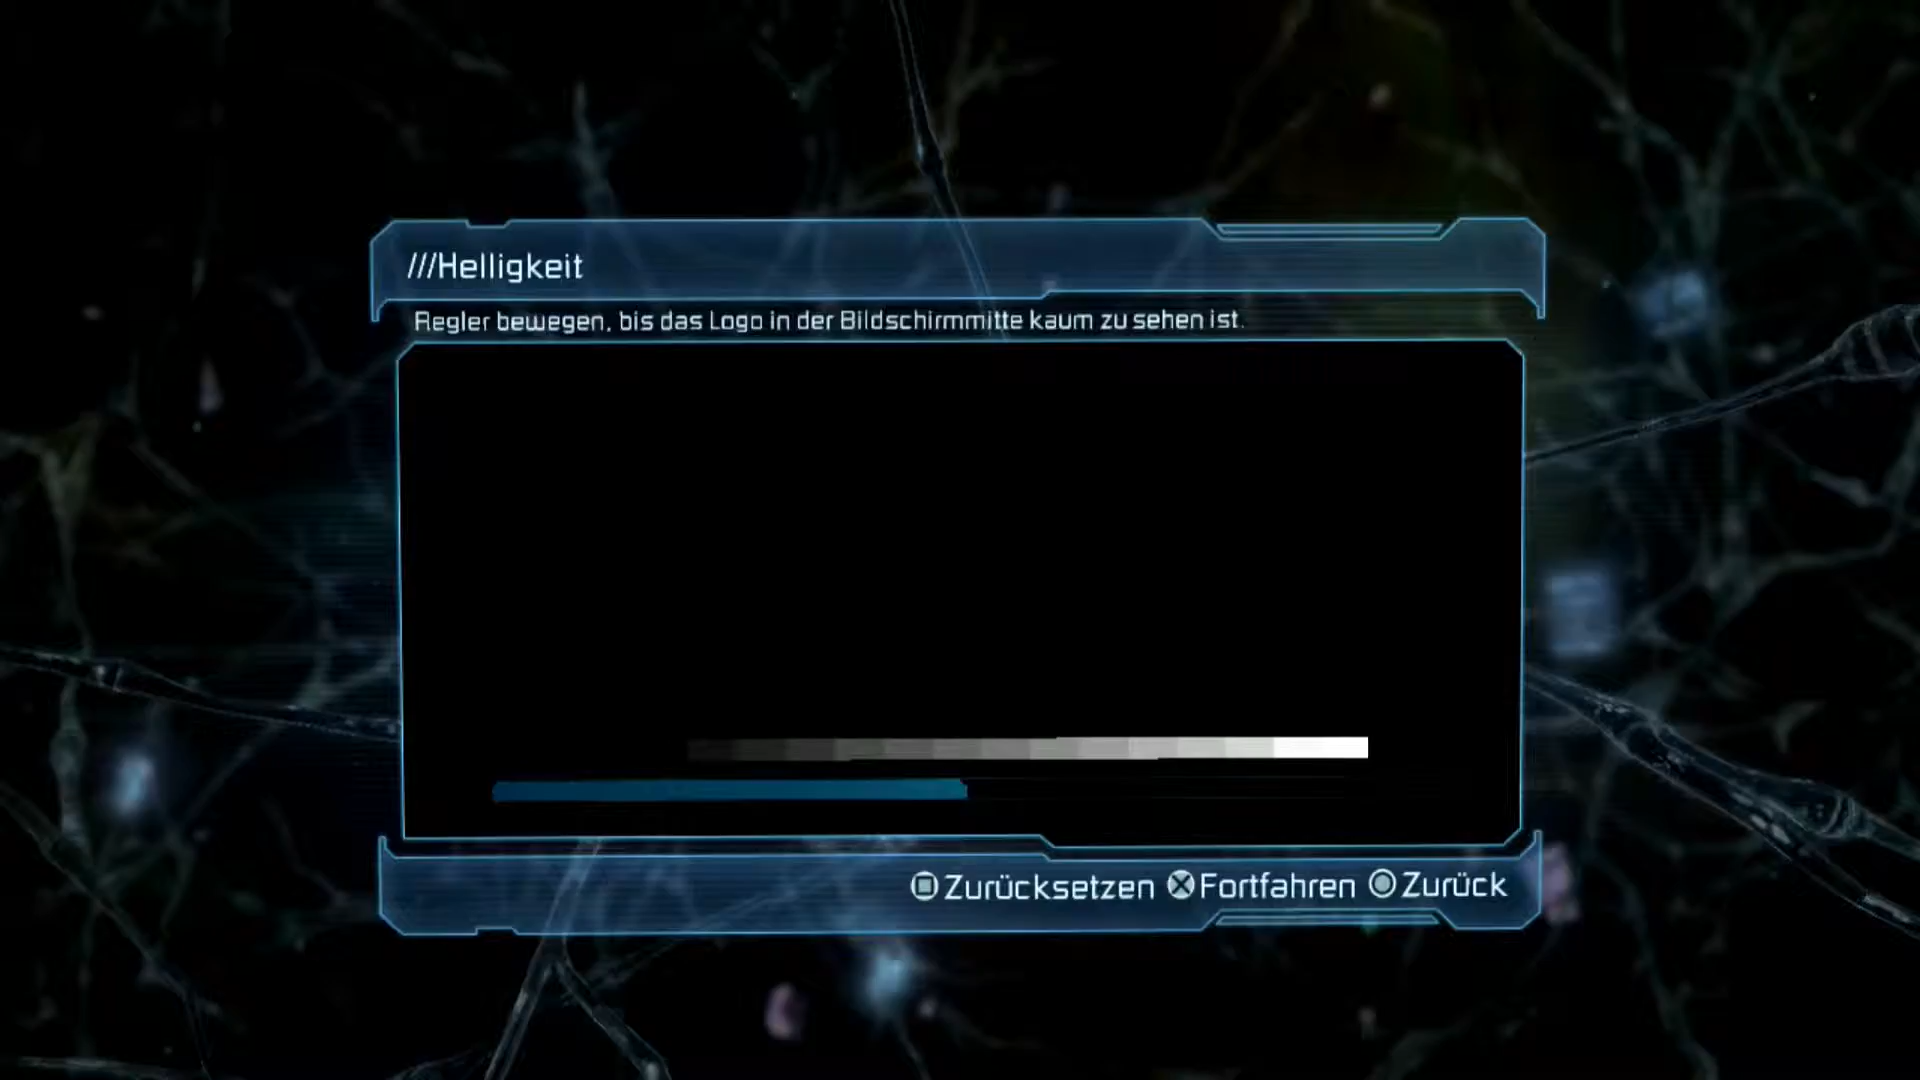 ///Helligkeit
Regler bewegen, bis das Logo in der Bildschirmmitte kaum zu sehen ist.
Zurücksetzen Fortfahren Zurück